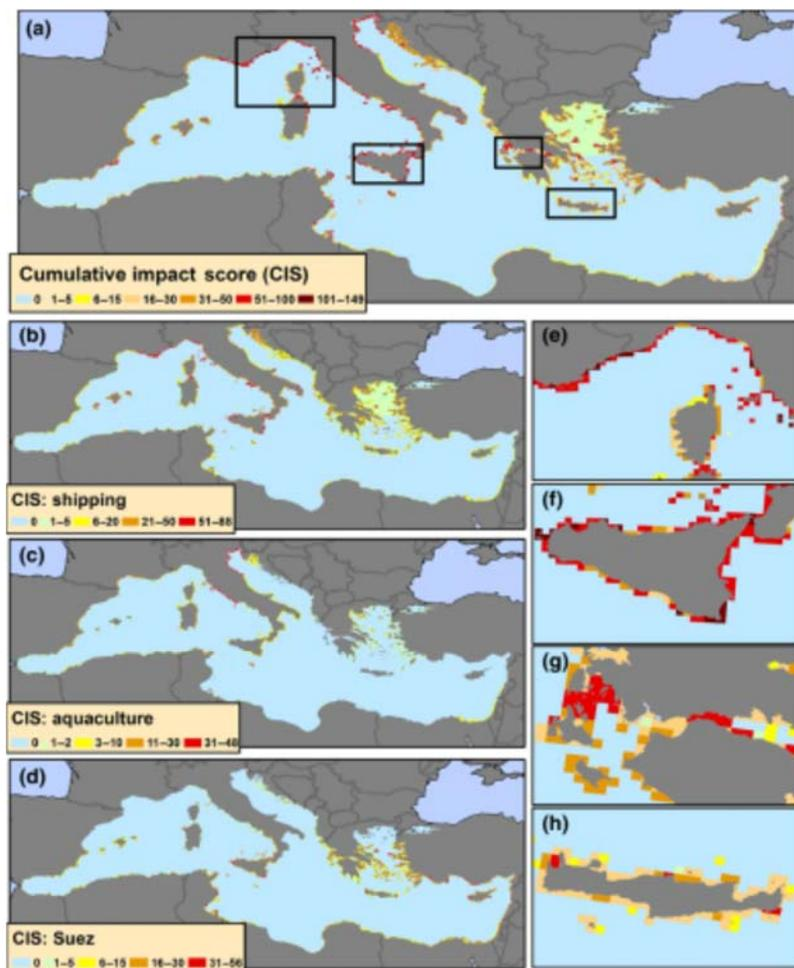 (a)
Cumulative impact score (CIS)
0 1–5 6–15 16–30 31–50 51–100 101–149
(b)
(e)
CIS: shipping
0 1–5 6–20 21–50 51–88
(f)
(c)
CIS: aquaculture
0 1–2 3–10 11–30 31–48
(g)
(d)
(h)
CIS: Suez
0 1–5 6–15 16–30 31–56